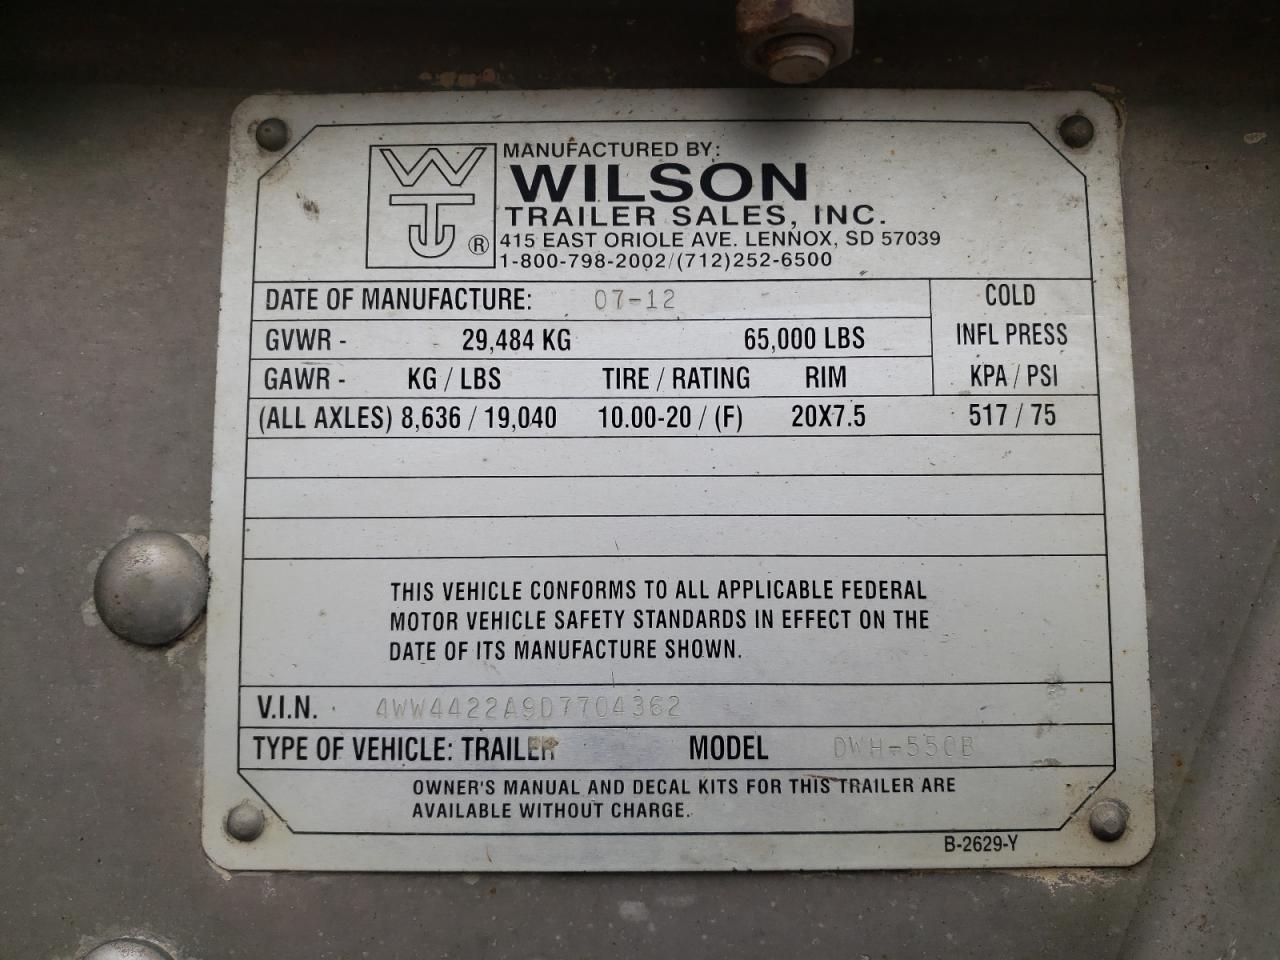 WTJ ®
MANUFACTURED BY:
WILSON
TRAILER SALES, INC.
415 EAST ORIOLE AVE. LENNOX, SD 57039
1-800-798-2002/(712)252-6500
DATE OF MANUFACTURE: 07-12
COLD
INFL PRESS
KPA / PSI
GVWR - 29,484 KG 65,000 LBS
GAWR - KG / LBS TIRE / RATING RIM
(ALL AXLES) 8,636 / 19,040 10.00-20 / (F) 20X7.5 517 / 75
THIS VEHICLE CONFORMS TO ALL APPLICABLE FEDERAL
MOTOR VEHICLE SAFETY STANDARDS IN EFFECT ON THE
DATE OF ITS MANUFACTURE SHOWN.
V.I.N. 4WW4422A9D7704362
TYPE OF VEHICLE: TRAILER MODEL DWH-550B
OWNER'S MANUAL AND DECAL KITS FOR THIS TRAILER ARE
AVAILABLE WITHOUT CHARGE.
B-2629-Y